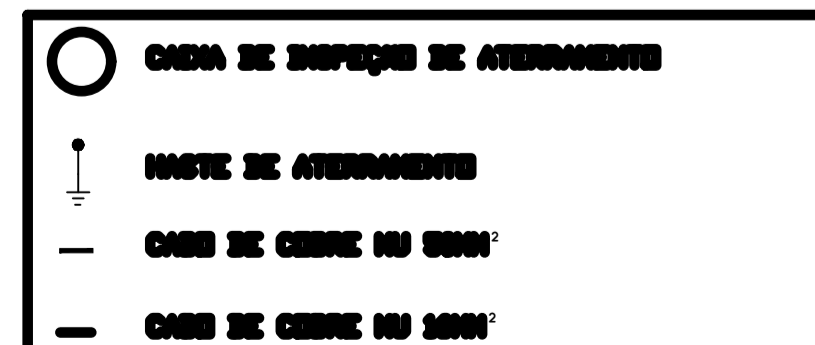 CAIXA DE INSPEÇÃO DE ATERRAMENTO
HASTE DE ATERRAMENTO
CABO DE COBRE NU 50MM²
CABO DE COBRE NU 16MM²